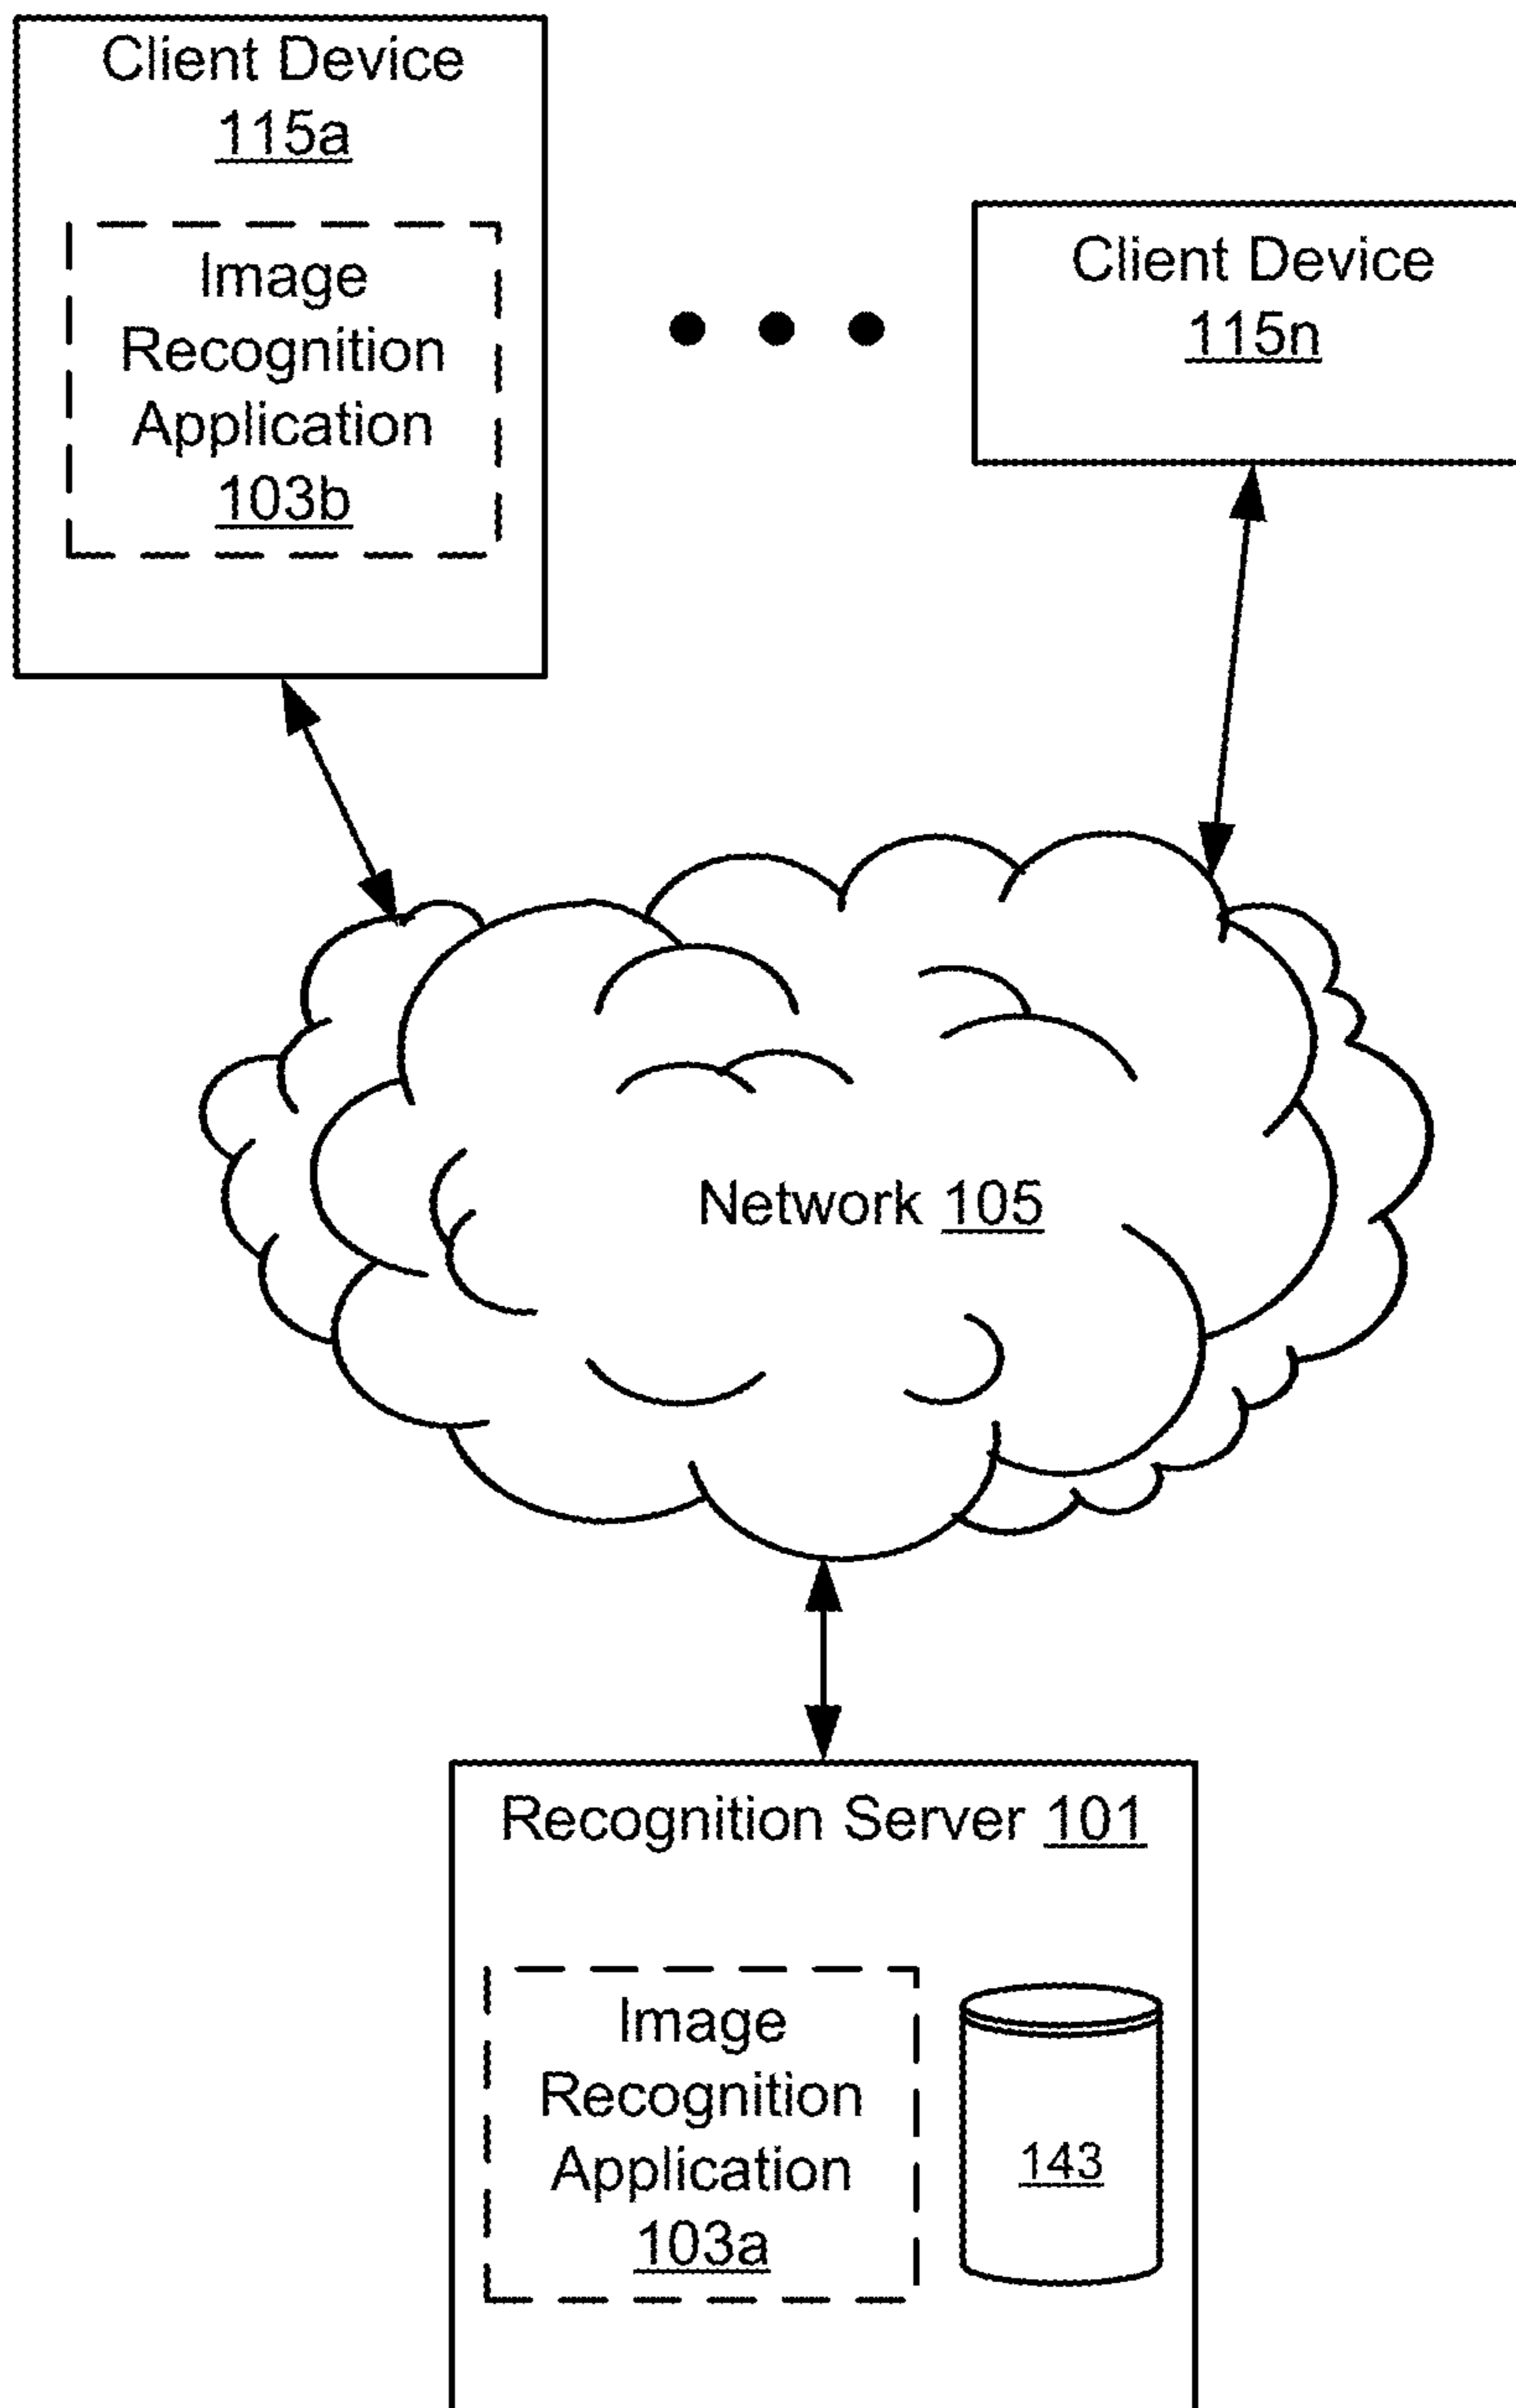 Client Device
115a
Image
Recognition
Application
103b
Client Device
115n
Network 105
Recognition Server 101
Image
Recognition
Application
103a
143